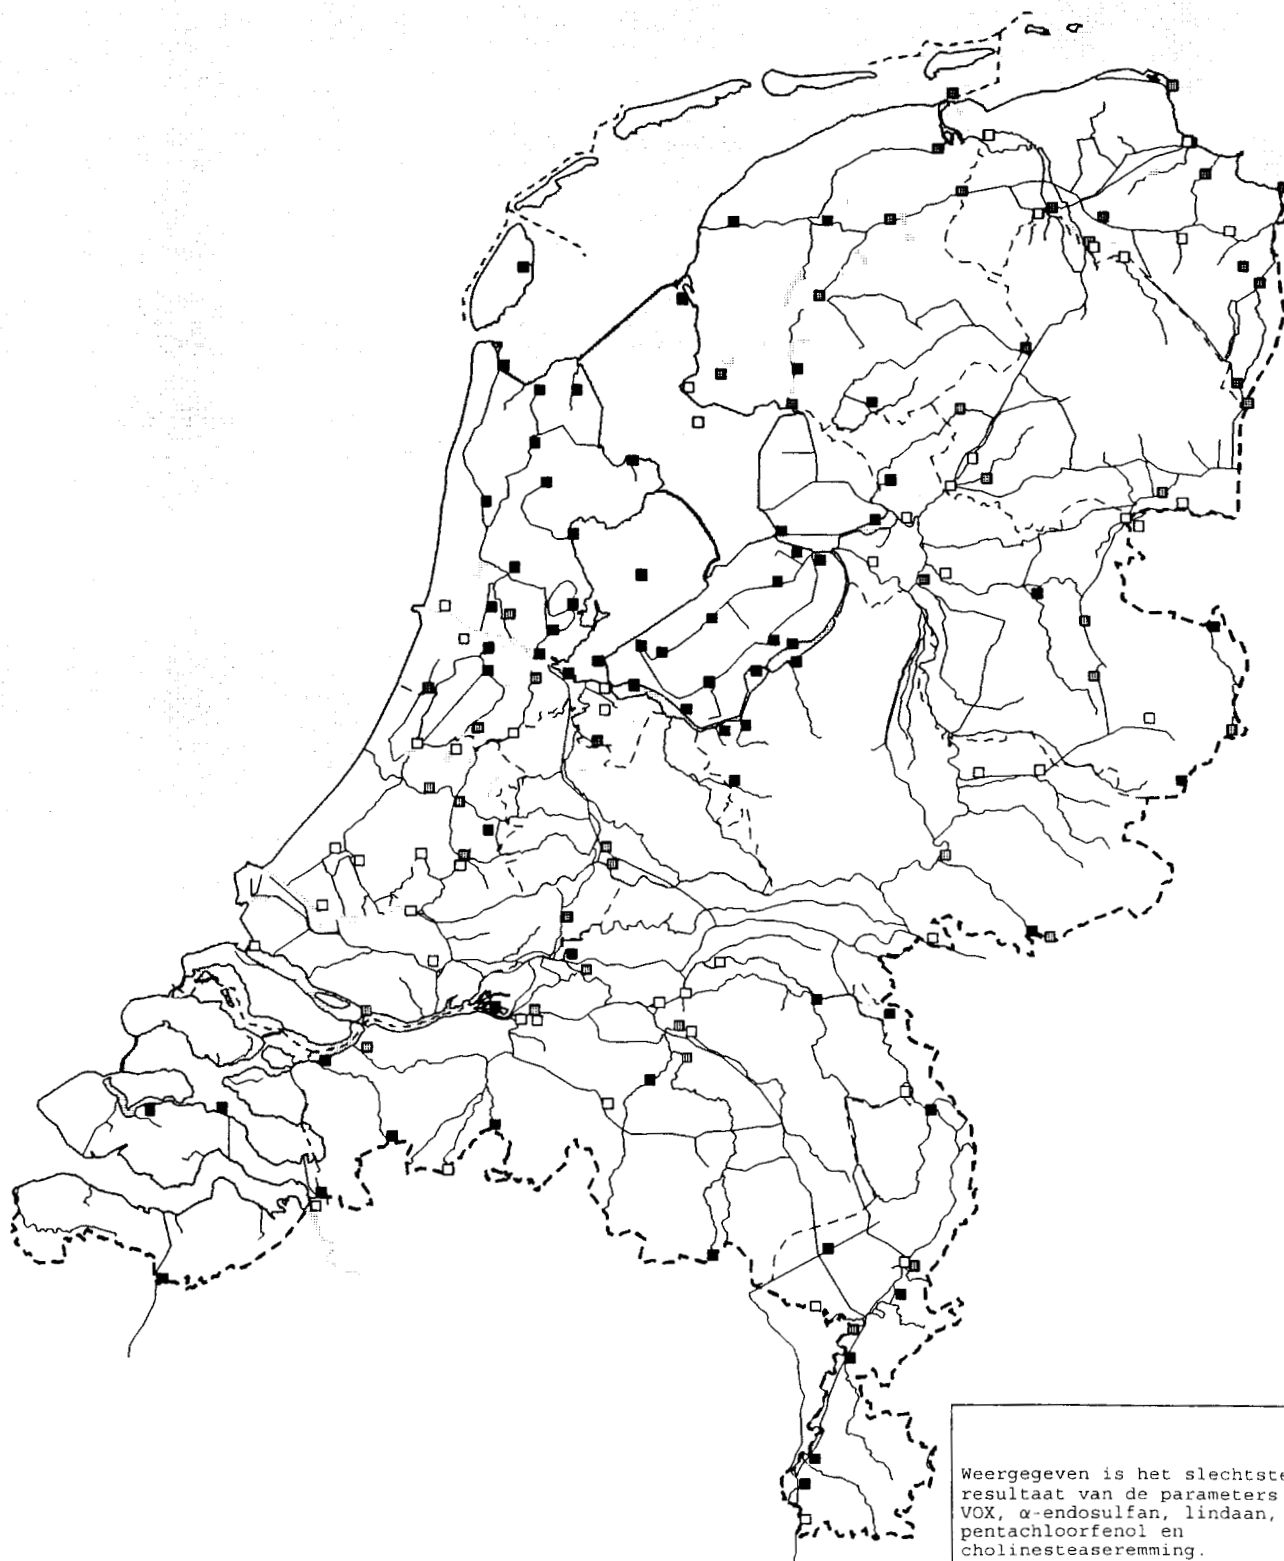 Weergegeven is het slechtste
resultaat van de parameters
VOX, α-endosulfan, lindaan,
pentachloorfenol en
cholinesteaseremming.